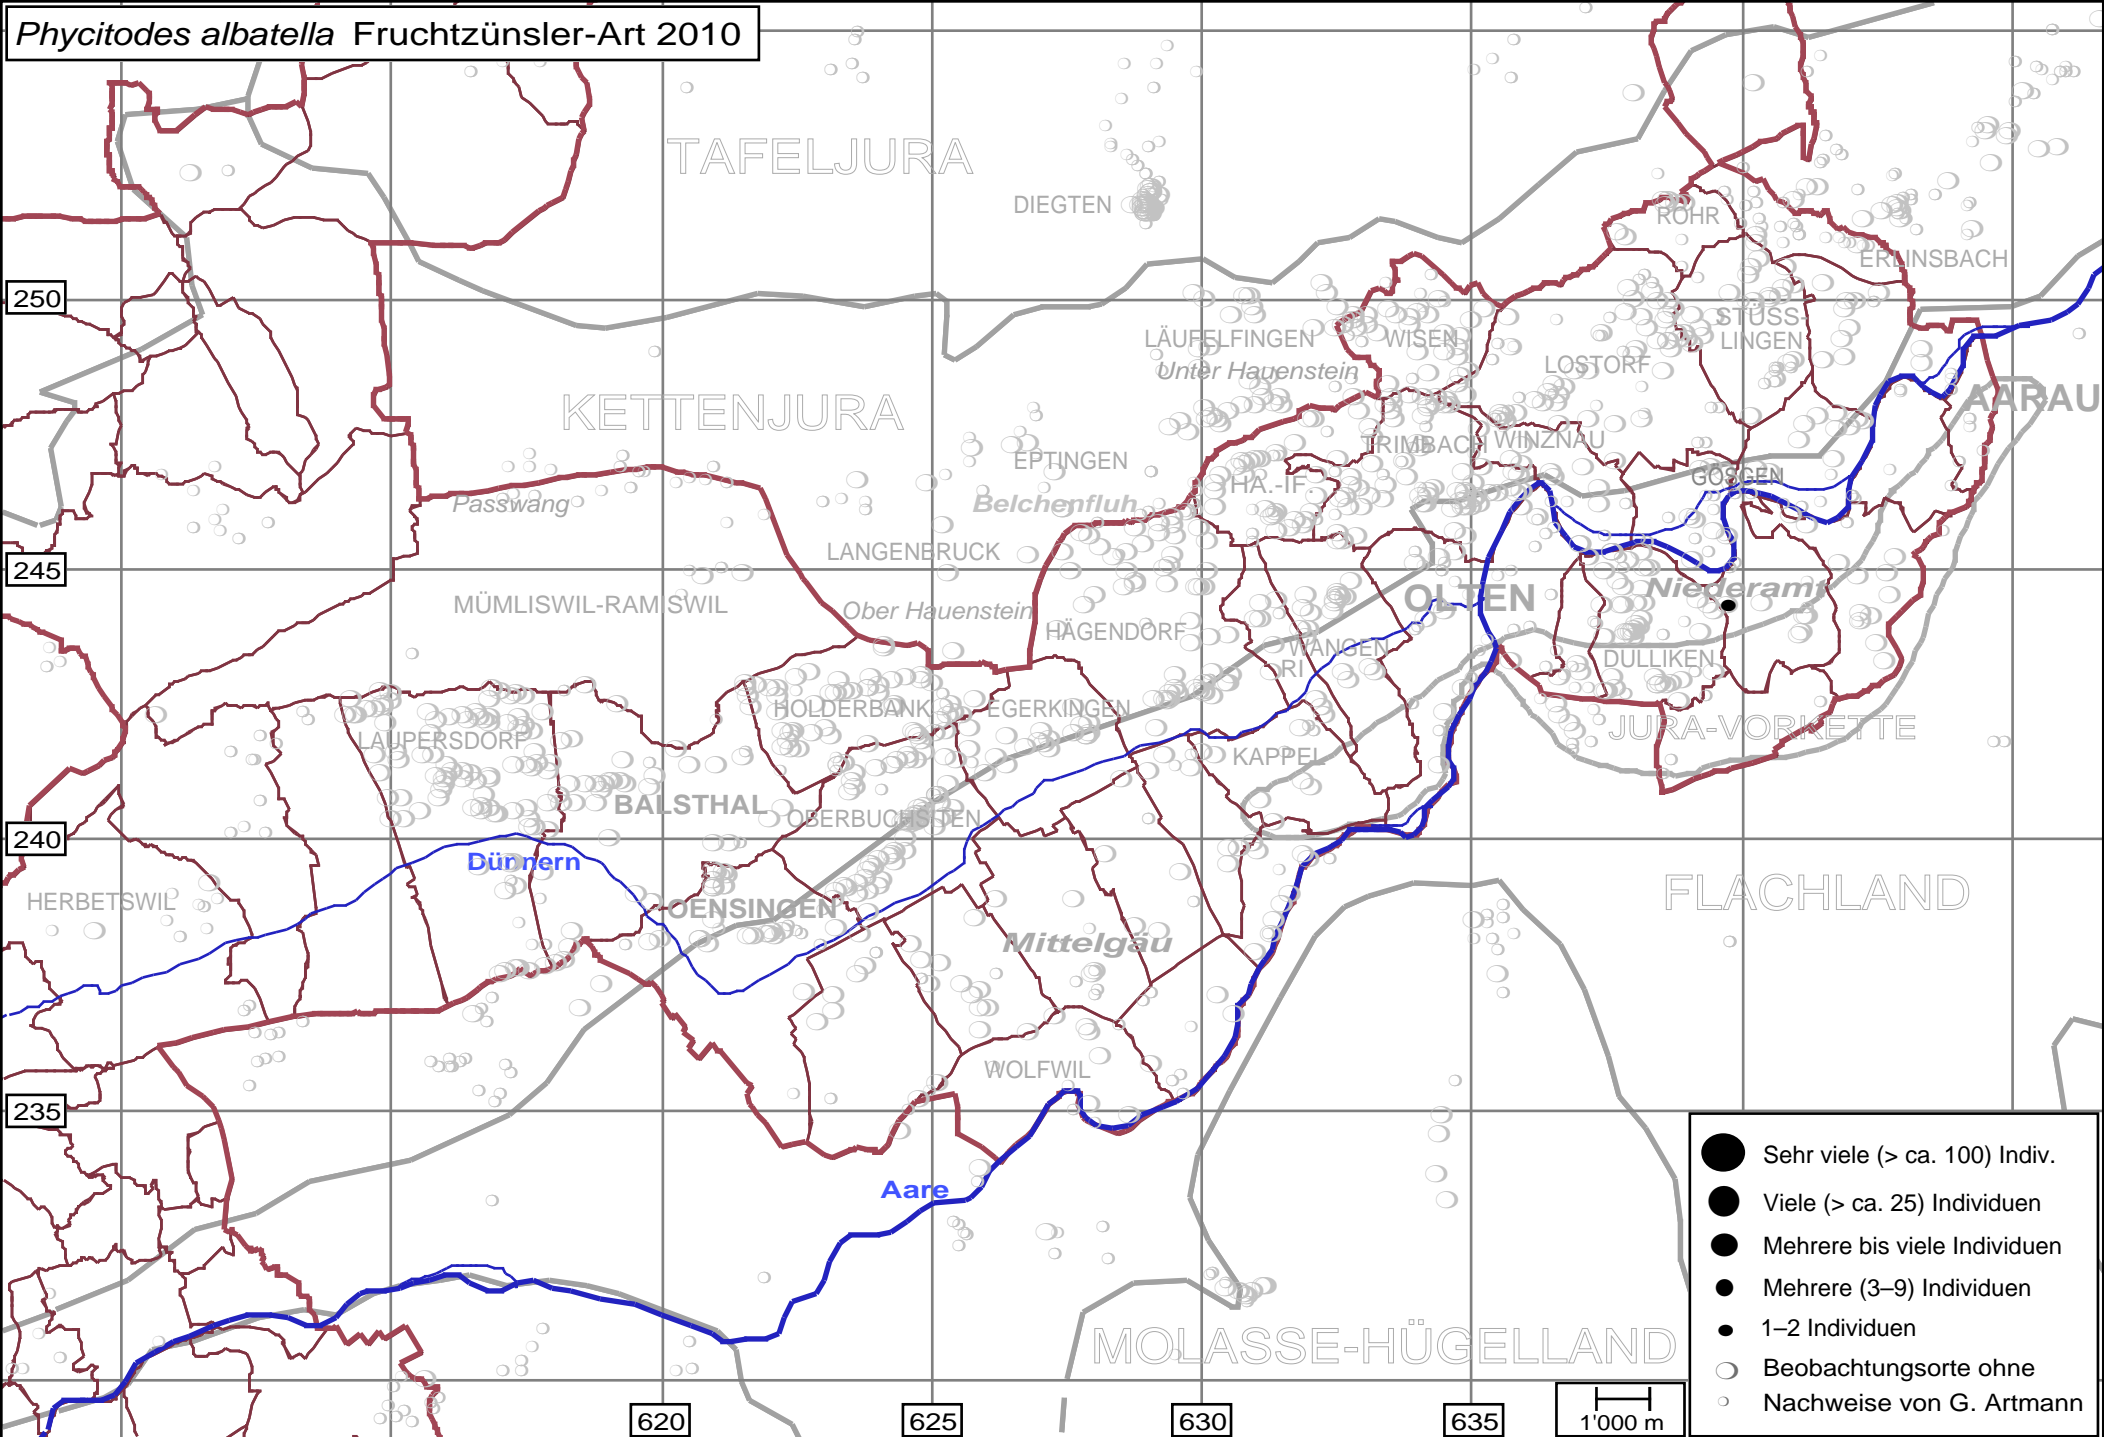 Phycitodes albatella Fruchtzünsler-Art 2010
TAFELJURA
DIEGTEN
ROHR
ERLINSBACH
250
STÜSS-
LINGEN
LÄUFELFINGEN
WISEN
Unter Hauenstein
LOSTORF
AARAU
KETTENJURA
TRIMBACH
WINZNAU
EPTINGEN
GÖSGEN
HA.-IF.
Passwang
Belchenfluh
LANGENBRUCK
245
MÜMLISWIL-RAMISWIL
Ober Hauenstein
OLTEN
Niederamt
HÄGENDORF
WANGEN
RI
DULLIKEN
HOLDERBANK
EGERKINGEN
JURA-VORKETTE
LAUPERSDORF
KAPPEL
BALSTHAL
OBERBUCHSITEN
240
Dünnern
HERBETSWIL
OENSINGEN
FLACHLAND
Mittelgäu
WOLFWIL
235
Aare
MOLASSE-HÜGELLAND
Sehr viele (> ca. 100) Indiv.
Viele (> ca. 25) Individuen
Mehrere bis viele Individuen
Mehrere (3–9) Individuen
1–2 Individuen
Beobachtungsorte ohne
Nachweise von G. Artmann
620
625
630
635
1'000 m